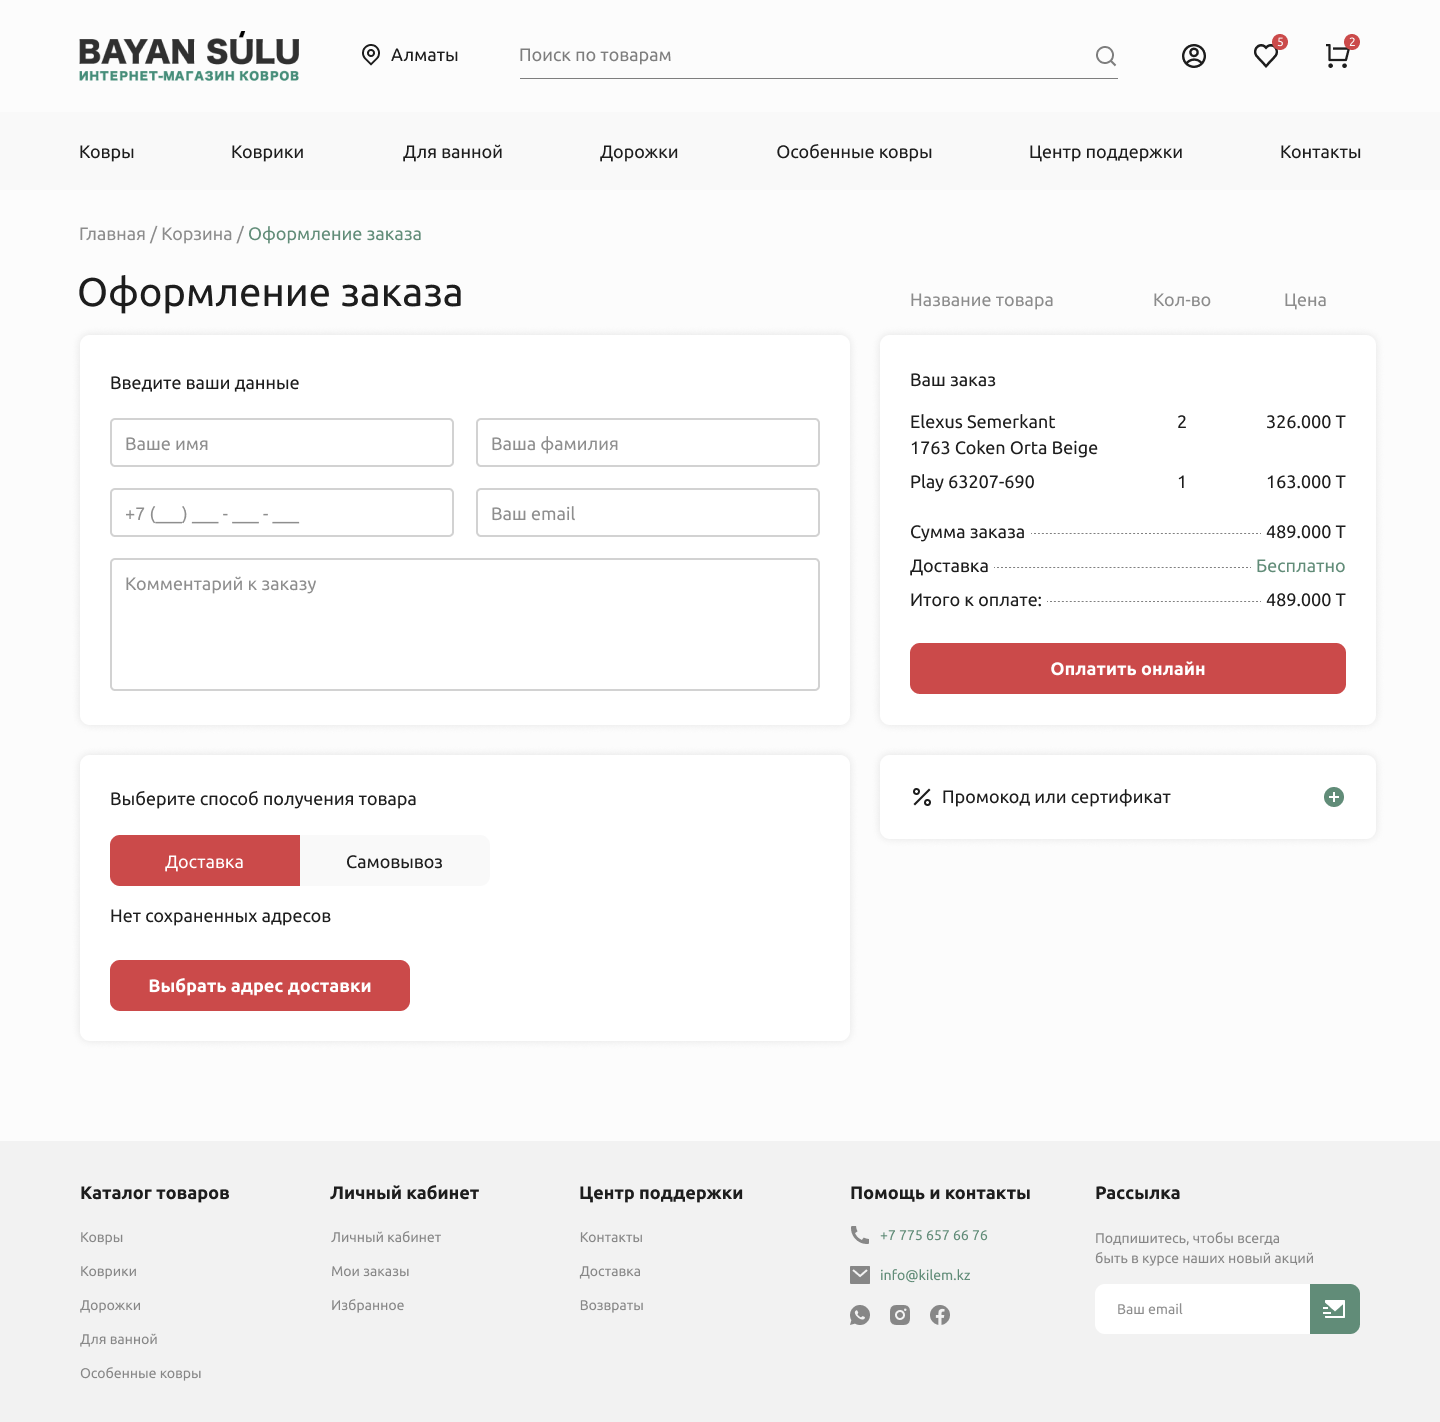 BAYAN SÚLU
ИНТЕРНЕТ-МАГАЗИН КОВРОВ
Алматы
Поиск по товарам
5
2
Ковры
Коврики
Для ванной
Дорожки
Особенные ковры
Центр поддержки
Контакты
Главная / Корзина / Оформление заказа
Оформление заказа
Название товара
Кол-во
Цена
Введите ваши данные
Ваше имя
Ваша фамилия
+7 (___) ___ - ___ - ___
Ваш email
Комментарий к заказу
Ваш заказ
Elexus Semerkant 2 326.000 T
1763 Coken Orta Beige
Play 63207-690 1 163.000 T
Сумма заказа 489.000 T
Доставка Бесплатно
Итого к оплате: 489.000 T
Оплатить онлайн
Выберите способ получения товара
Доставка
Самовывоз
Нет сохраненных адресов
Выбрать адрес доставки
Промокод или сертификат
Каталог товаров
Ковры
Коврики
Дорожки
Для ванной
Особенные ковры
Личный кабинет
Личный кабинет
Мои заказы
Избранное
Центр поддержки
Контакты
Доставка
Возвраты
Помощь и контакты
+7 775 657 66 76
info@kilem.kz
Рассылка
Подпишитесь, чтобы всегда
быть в курсе наших новый акций
Ваш email